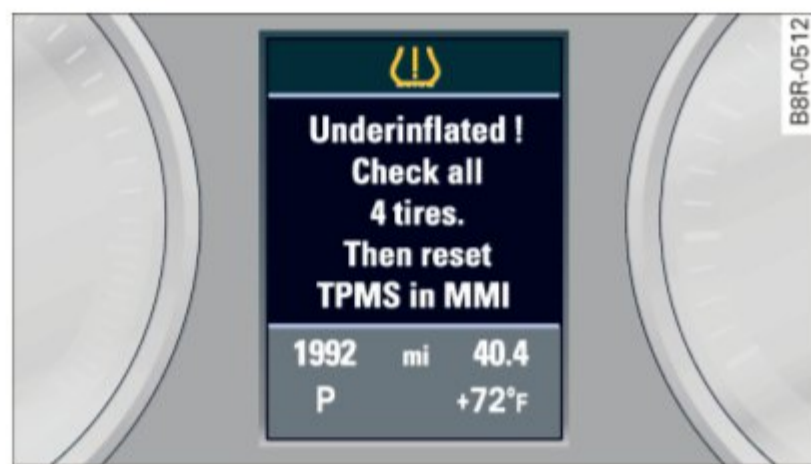 Underinflated !
Check all
4 tires.
Then reset
TPMS in MMI
1992 mi 40.4
P +72°F
B8R-0512